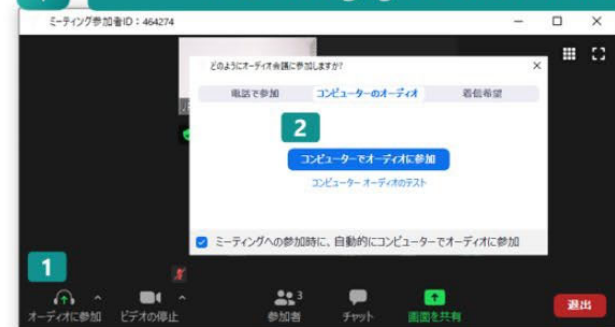 ミーティング参加者ID：464274
どのようにオーディオ会議に参加しますか?
電話で参加 コンピューターのオーディオ 着信希望
2
コンピューターでオーディオに参加
コンピューター オーディオのテスト
ミーティングへの参加時に、自動的にコンピューターでオーディオに参加
1
3
オーディオに参加 ビデオの停止 参加者 チャット 画面を共有 退出